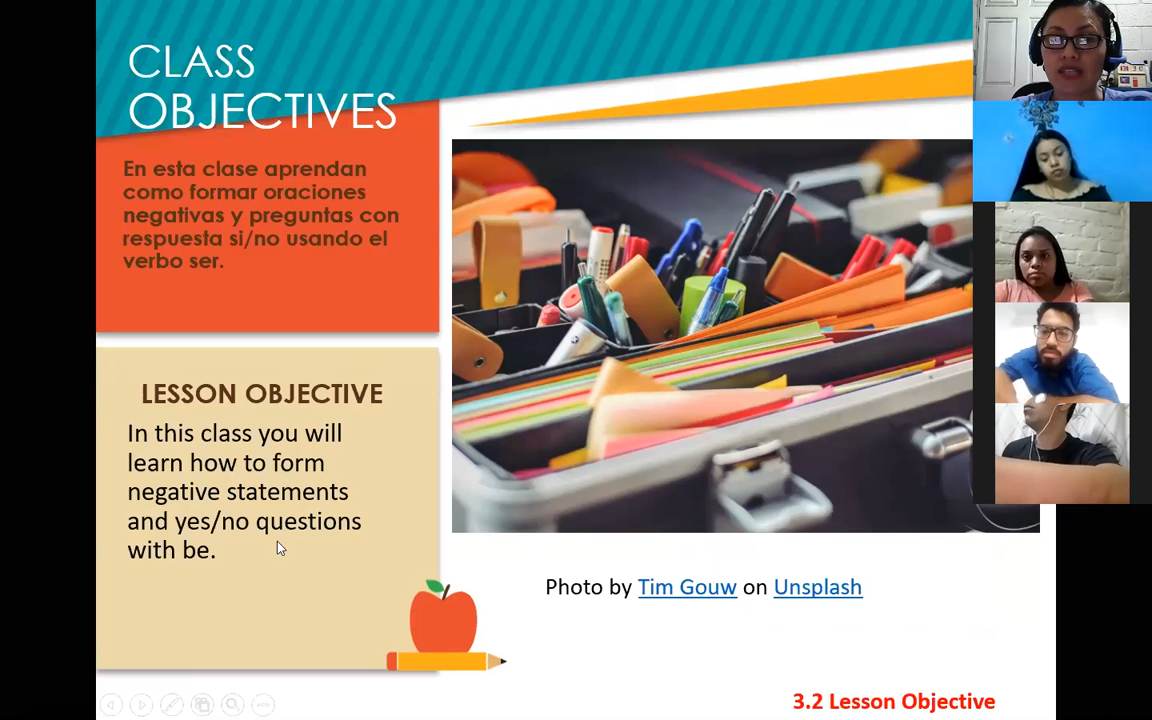 CLASS
OBJECTIVES
En esta clase aprendan
como formar oraciones
negativas y preguntas con
respuesta si/no usando el
verbo ser.
LESSON OBJECTIVE
In this class you will
learn how to form
negative statements
and yes/no questions
with be.
Photo by Tim Gouw on Unsplash
3.2 Lesson Objective